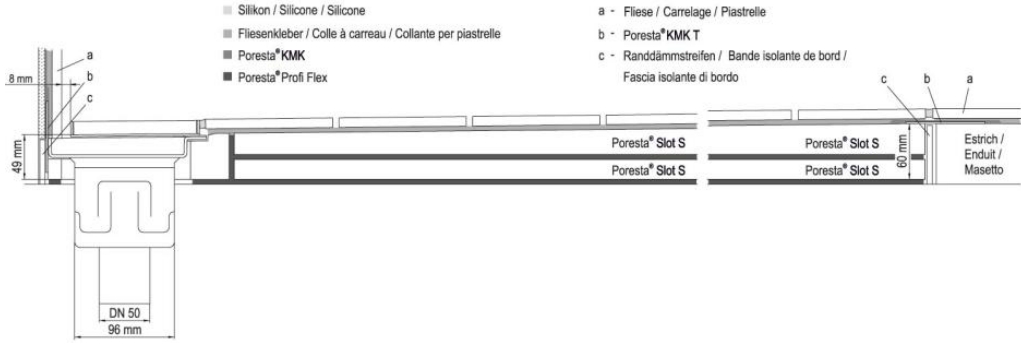 Silikon / Silicone / Silicone
Fliesenkleber / Colle à carreau / Collante per piastrelle
Poresta® KMK
Poresta® Profi Flex
a - Fliese / Carrelage / Piastrelle
b - Poresta® KMK T
c - Randdämmstreifen / Bande isolante de bord /
Fascia isolante di bordo
a
8 mm
b
c
c
b
a
49 mm
Poresta® Slot S
Poresta® Slot S
60 mm
Estrich /
Enduit /
Masetto
Poresta® Slot S
Poresta® Slot S
DN 50
96 mm